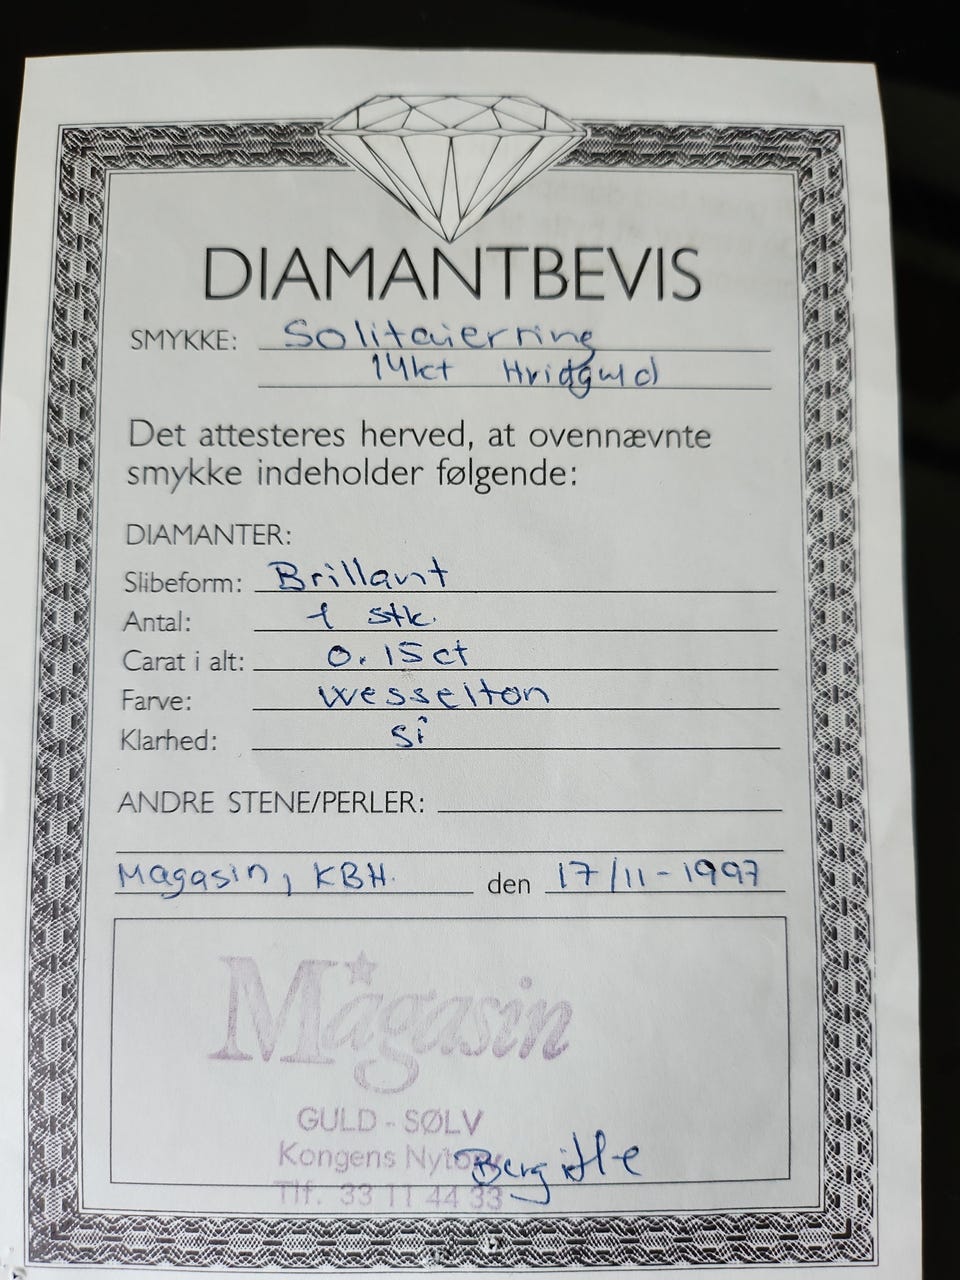 DIAMANTBEVIS
SMYKKE: Solitaierring
14kt Hvidguld
Det attesteres herved, at ovennævnte
smykke indeholder følgende:
DIAMANTER:
Slibeform: Brillant
Antal: 1 stk.
Carat i alt: 0.15ct
Farve: Wesselton
Klarhed: Si
ANDRE STENE/PERLER:
Magasin, KBH. den 17/11-1997
Magasin
GULD - SØLV
Kongens Nytorv
Bergitte
Tlf. 33 11 44 33